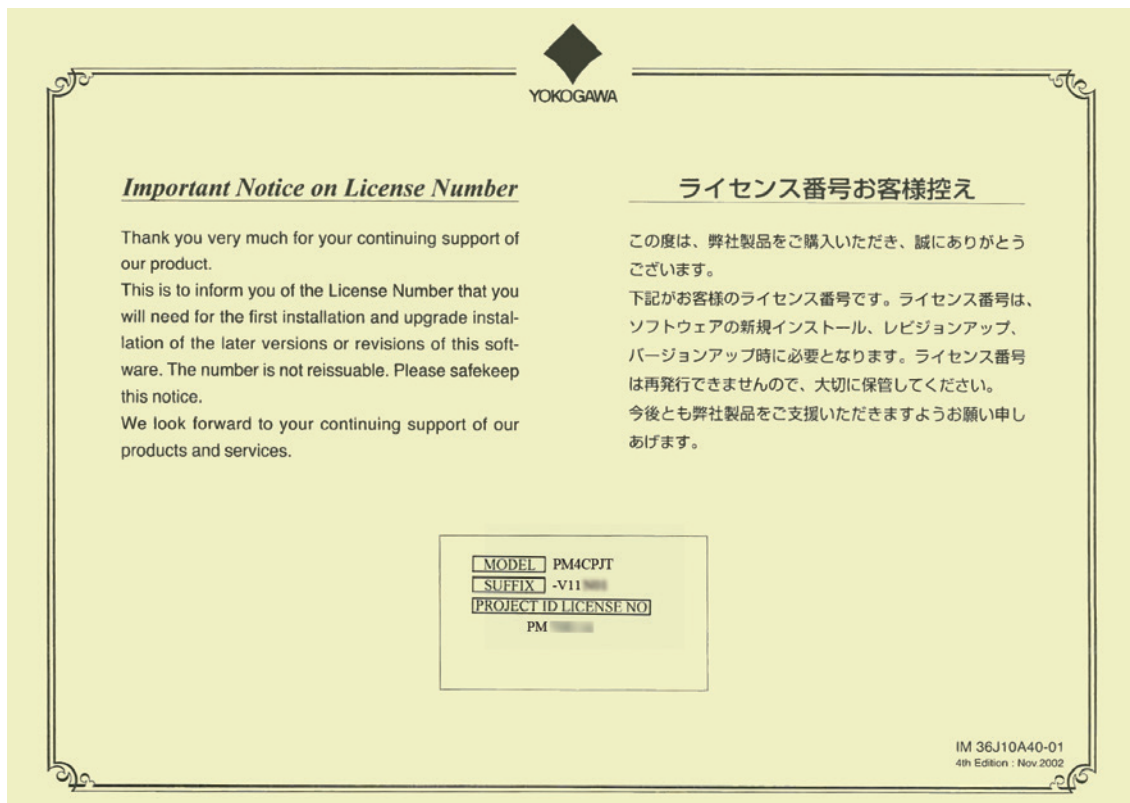 YOKOGAWA
Important Notice on License Number
Thank you very much for your continuing support of
our product.
This is to inform you of the License Number that you
will need for the first installation and upgrade instal-
lation of the later versions or revisions of this soft-
ware. The number is not reissuable. Please safekeep
this notice.
We look forward to your continuing support of our
products and services.
ライセンス番号お客様控え
この度は、弊社製品をご購入いただき、誠にありがとう
ございます。
下記がお客様のライセンス番号です。ライセンス番号は、
ソフトウェアの新規インストール、レビジョンアップ、
バージョンアップ時に必要となります。ライセンス番号
は再発行できませんので、大切に保管してください。
今後とも弊社製品をご支援いただきますようお願い申し
あげます。
MODEL PM4CPJT
SUFFIX -V11
PROJECT ID LICENSE NO
PM
IM 36J10A40-01
4th Edition : Nov.2002